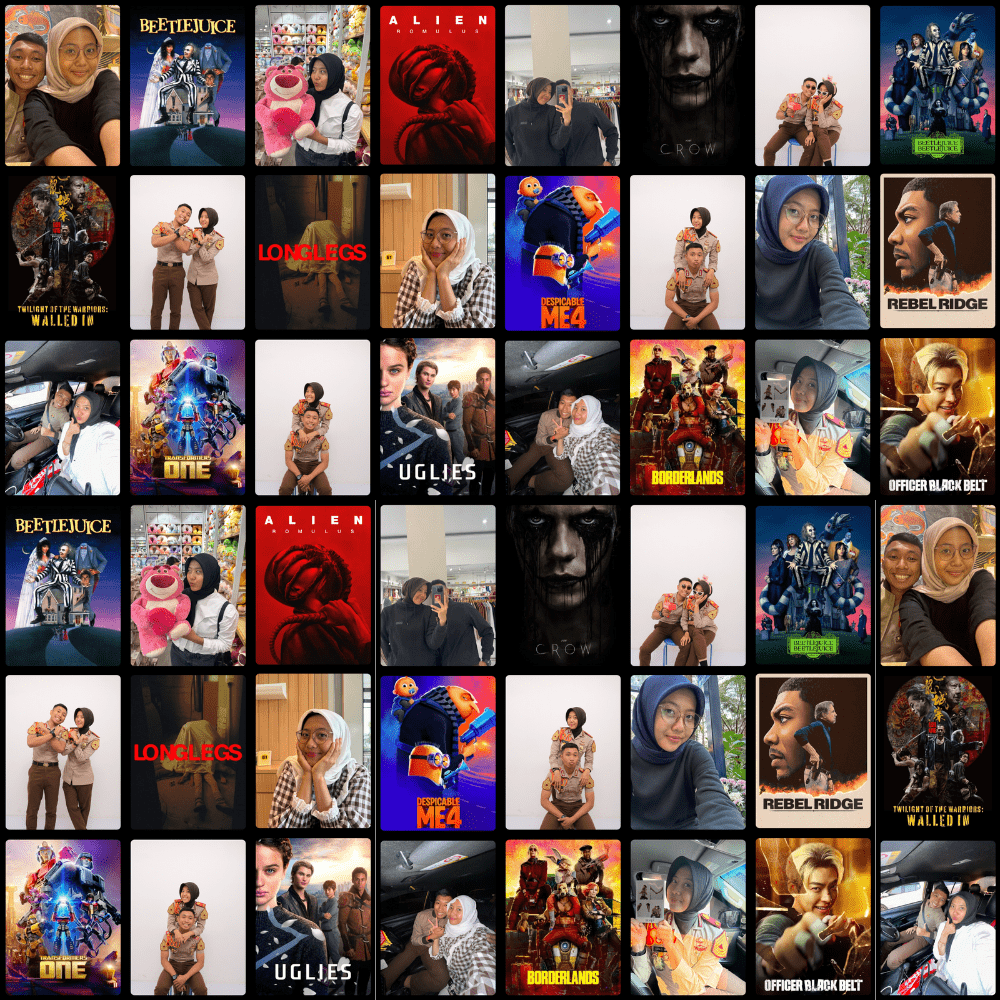 BEETLEJUICE
ALIEN
ROMULUS
THE
CROW
BEETLEJUICE
BEETLEJUICE
TWILIGHT OF THE WARRIORS:
WALLED IN
LONGLEGS
DESPICABLE
ME4
REBEL RIDGE
TRANSFORMERS
ONE
UGLIES
BORDERLANDS
OFFICER BLACK BELT
BEETLEJUICE
ALIEN
ROMULUS
THE
CROW
BEETLEJUICE
BEETLEJUICE
LONGLEGS
DESPICABLE
ME4
REBEL RIDGE
TWILIGHT OF THE WARRIORS:
WALLED IN
TRANSFORMERS
ONE
UGLIES
BORDERLANDS
OFFICER BLACK BELT